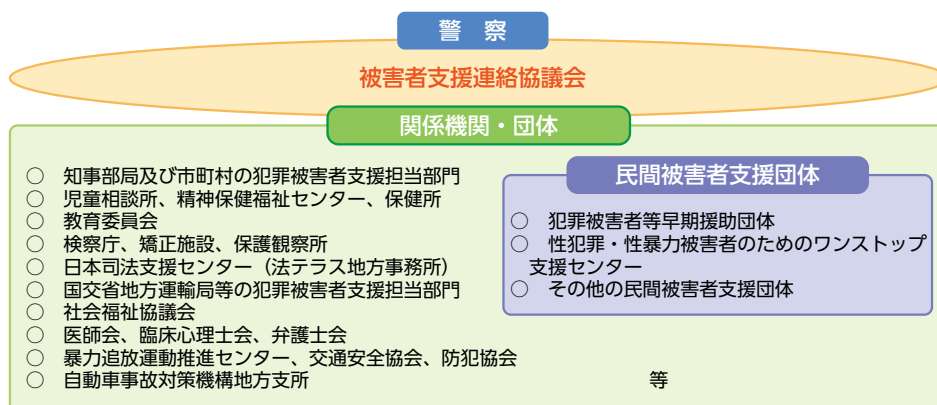 警 察
被害者支援連絡協議会
関係機関・団体
○ 知事部局及び市町村の犯罪被害者支援担当部門
○ 児童相談所、精神保健福祉センター、保健所
○ 教育委員会
○ 検察庁、矯正施設、保護観察所
○ 日本司法支援センター（法テラス地方事務所）
○ 国交省地方運輸局等の犯罪被害者支援担当部門
○ 社会福祉協議会
○ 医師会、臨床心理士会、弁護士会
○ 暴力追放運動推進センター、交通安全協会、防犯協会
○ 自動車事故対策機構地方支所 等
民間被害者支援団体
○ 犯罪被害者等早期援助団体
○ 性犯罪・性暴力被害者のためのワンストップ
支援センター
○ その他の民間被害者支援団体